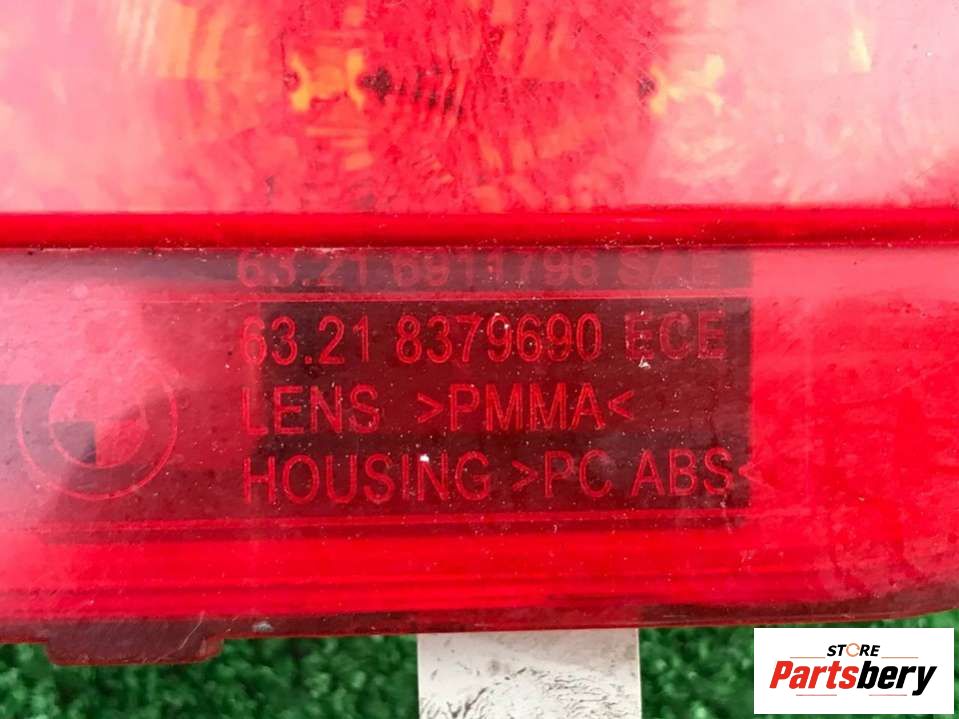 63.21 6911796 SAE
63.21 8379690 ECE
LENS >PMMA<
HOUSING >PC ABS<
STORE
Partsbery